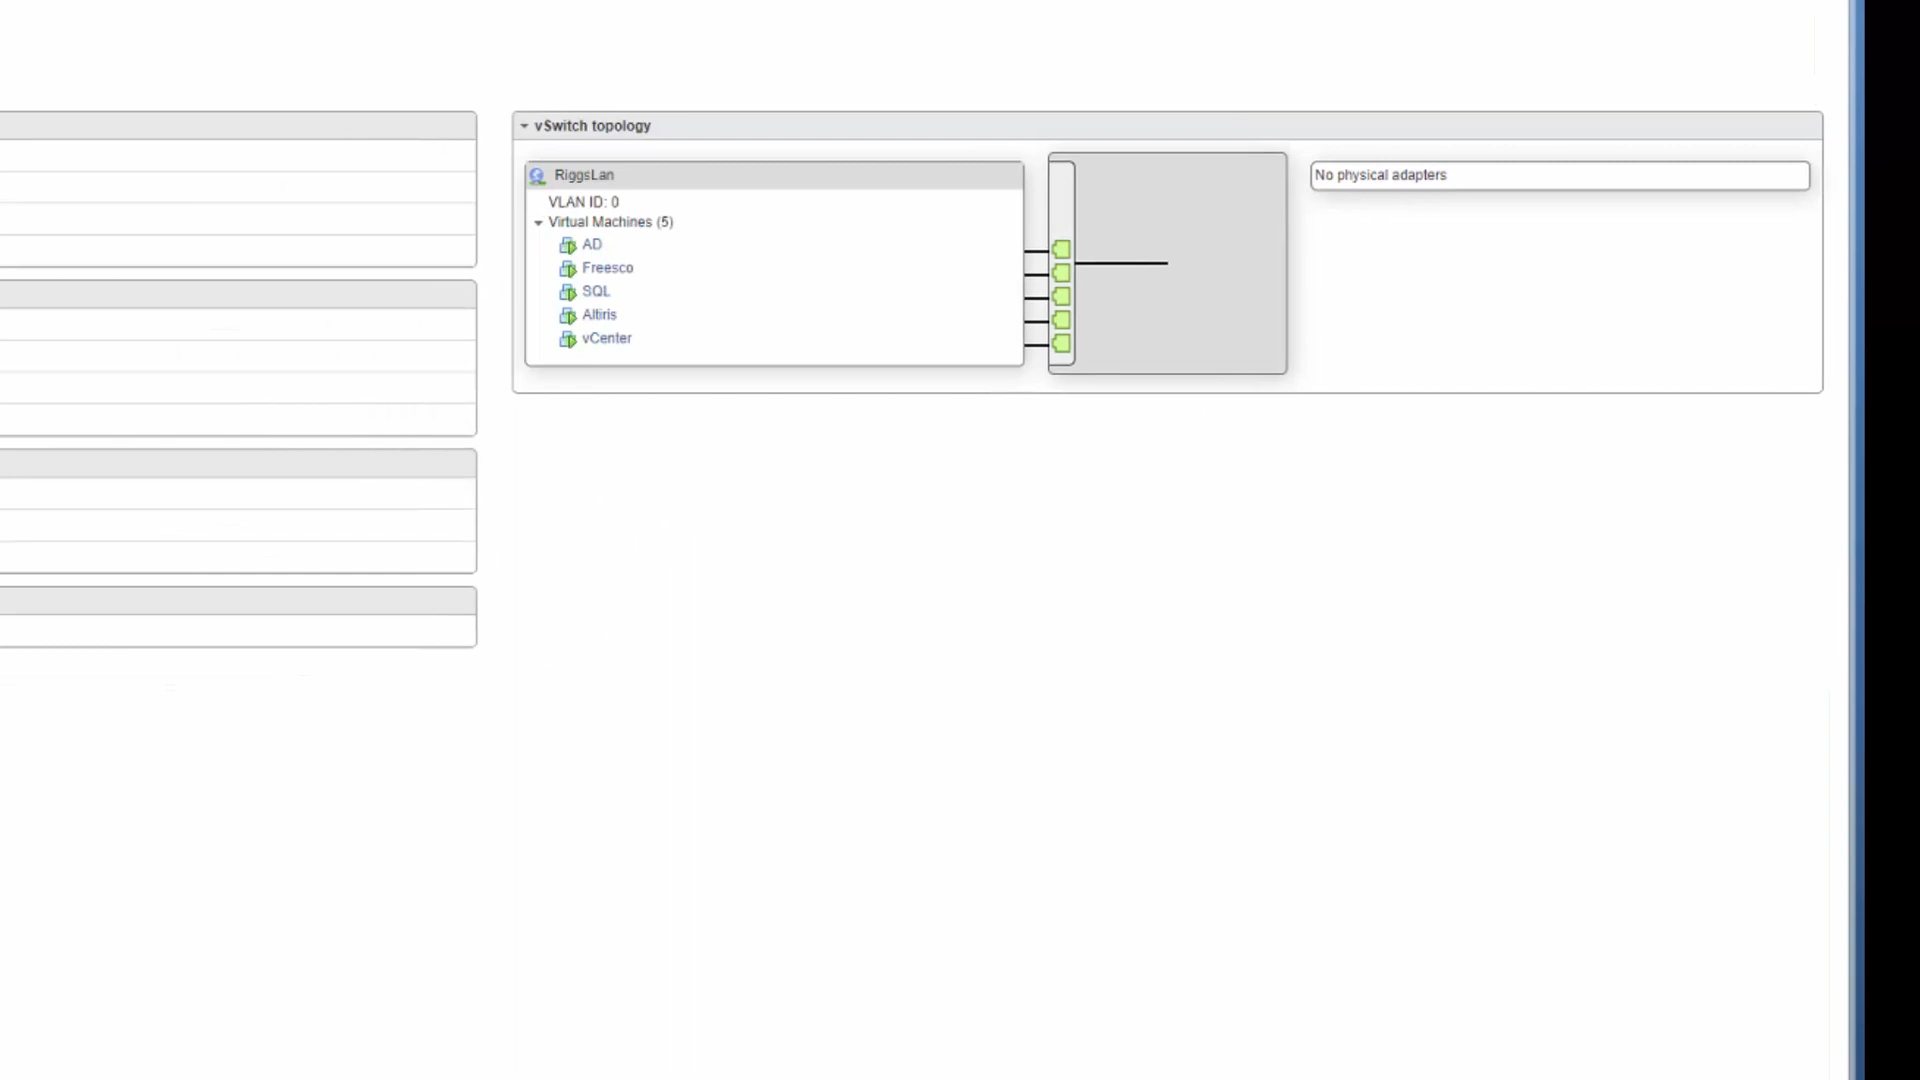 vSwitch topology
RiggsLan
No physical adapters
VLAN ID: 0
Virtual Machines (5)
AD
Freesco
SQL
Altiris
vCenter